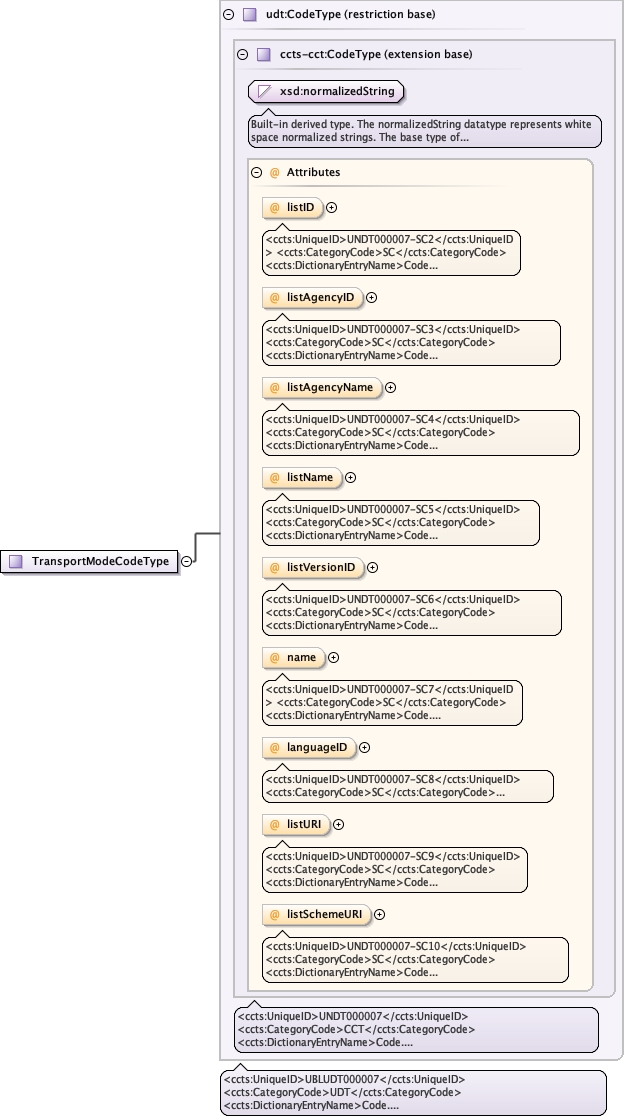 udt:CodeType (restriction base)
ccts-cct:CodeType (extension base)
xsd:normalizedString
Built-in derived type. The normalizedString datatype represents white
space normalized strings. The base type of...
@ Attributes
@ listID
<ccts:UniqueID>UNDT000007-SC2</ccts:UniqueID
> <ccts:CategoryCode>SC</ccts:CategoryCode>
<ccts:DictionaryEntryName>Code...
@ listAgencyID
<ccts:UniqueID>UNDT000007-SC3</ccts:UniqueID>
<ccts:CategoryCode>SC</ccts:CategoryCode>
<ccts:DictionaryEntryName>Code...
@ listAgencyName
<ccts:UniqueID>UNDT000007-SC4</ccts:UniqueID>
<ccts:CategoryCode>SC</ccts:CategoryCode>
<ccts:DictionaryEntryName>Code...
@ listName
<ccts:UniqueID>UNDT000007-SC5</ccts:UniqueID>
<ccts:CategoryCode>SC</ccts:CategoryCode>
<ccts:DictionaryEntryName>Code...
TransportModeCodeType
@ listVersionID
<ccts:UniqueID>UNDT000007-SC6</ccts:UniqueID>
<ccts:CategoryCode>SC</ccts:CategoryCode>
<ccts:DictionaryEntryName>Code...
@ name
<ccts:UniqueID>UNDT000007-SC7</ccts:UniqueID
> <ccts:CategoryCode>SC</ccts:CategoryCode>
<ccts:DictionaryEntryName>Code....
@ languageID
<ccts:UniqueID>UNDT000007-SC8</ccts:UniqueID>
<ccts:CategoryCode>SC</ccts:CategoryCode>...
@ listURI
<ccts:UniqueID>UNDT000007-SC9</ccts:UniqueID>
<ccts:CategoryCode>SC</ccts:CategoryCode>
<ccts:DictionaryEntryName>Code...
@ listSchemeURI
<ccts:UniqueID>UNDT000007-SC10</ccts:UniqueID>
<ccts:CategoryCode>SC</ccts:CategoryCode>
<ccts:DictionaryEntryName>Code...
<ccts:UniqueID>UNDT000007</ccts:UniqueID>
<ccts:CategoryCode>CCT</ccts:CategoryCode>
<ccts:DictionaryEntryName>Code....
<ccts:UniqueID>UBLUDT000007</ccts:UniqueID>
<ccts:CategoryCode>UDT</ccts:CategoryCode>
<ccts:DictionaryEntryName>Code....